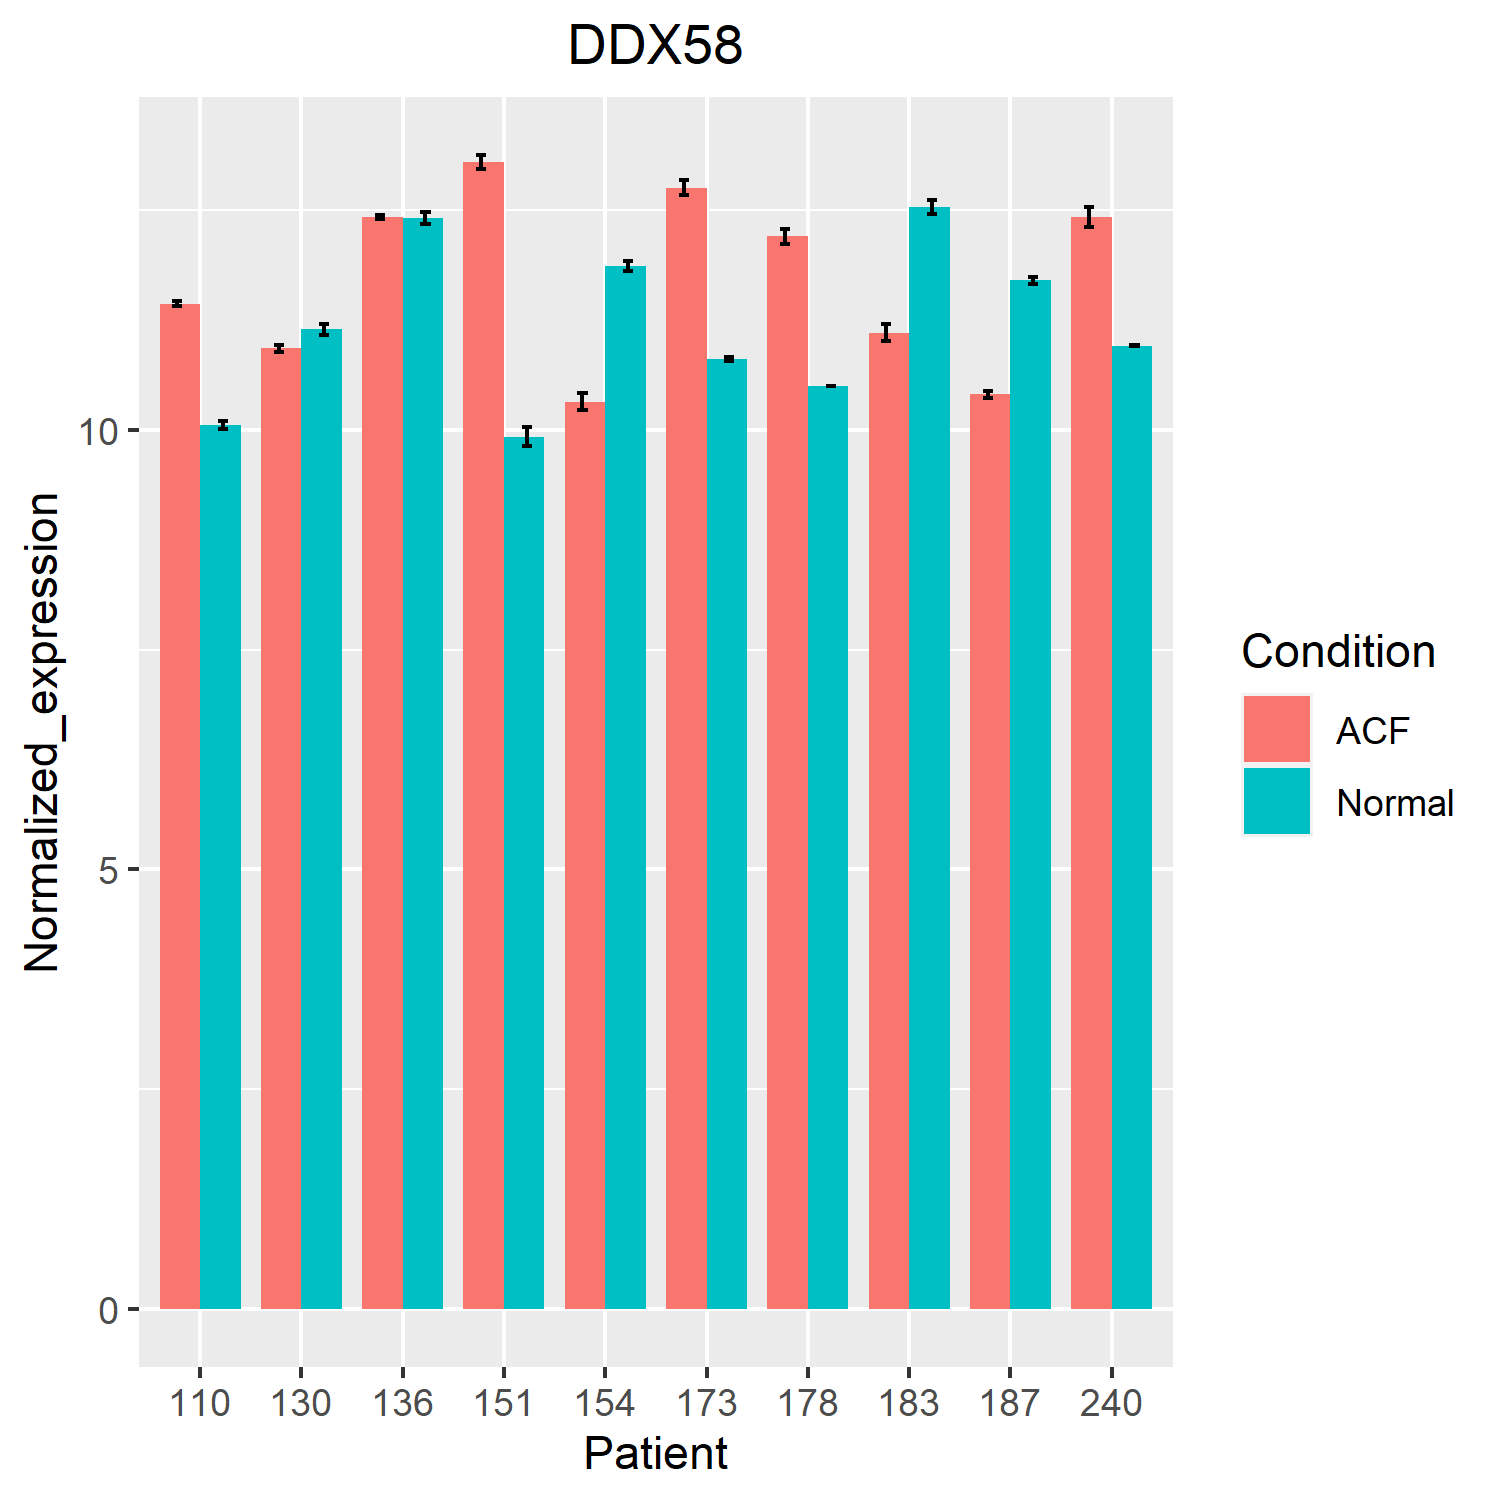 DDX58
Normalized_expression
10
5
0
110 130 136 151 154 173 178 183 187 240
Patient
Condition
ACF
Normal